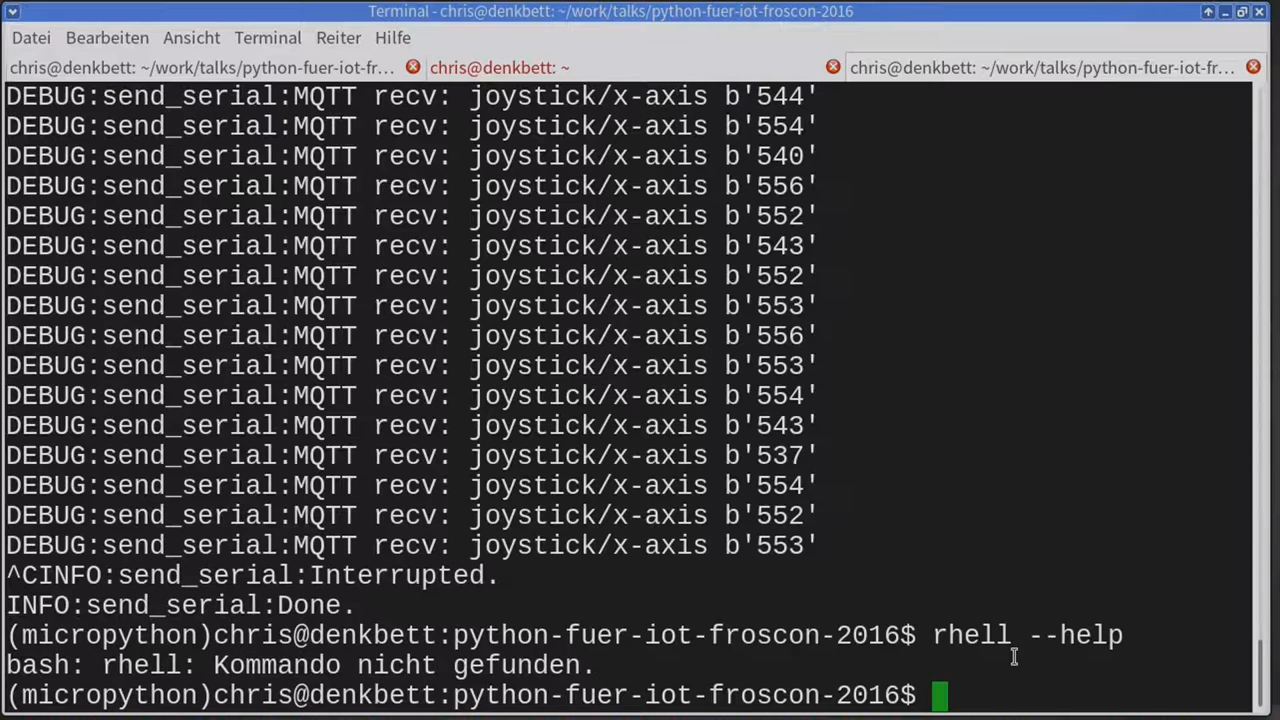 Terminal - chris@denkbett: ~/work/talks/python-fuer-iot-froscon-2016
Datei Bearbeiten Ansicht Terminal Reiter Hilfe
chris@denkbett: ~/work/talks/python-fuer-iot-fr... chris@denkbett: ~ chris@denkbett: ~/work/talks/python-fuer-iot-fr...
DEBUG:send_serial:MQTT recv: joystick/x-axis b'544'
DEBUG:send_serial:MQTT recv: joystick/x-axis b'554'
DEBUG:send_serial:MQTT recv: joystick/x-axis b'540'
DEBUG:send_serial:MQTT recv: joystick/x-axis b'556'
DEBUG:send_serial:MQTT recv: joystick/x-axis b'552'
DEBUG:send_serial:MQTT recv: joystick/x-axis b'543'
DEBUG:send_serial:MQTT recv: joystick/x-axis b'552'
DEBUG:send_serial:MQTT recv: joystick/x-axis b'553'
DEBUG:send_serial:MQTT recv: joystick/x-axis b'556'
DEBUG:send_serial:MQTT recv: joystick/x-axis b'553'
DEBUG:send_serial:MQTT recv: joystick/x-axis b'554'
DEBUG:send_serial:MQTT recv: joystick/x-axis b'543'
DEBUG:send_serial:MQTT recv: joystick/x-axis b'537'
DEBUG:send_serial:MQTT recv: joystick/x-axis b'554'
DEBUG:send_serial:MQTT recv: joystick/x-axis b'552'
DEBUG:send_serial:MQTT recv: joystick/x-axis b'553'
^CINFO:send_serial:Interrupted.
INFO:send_serial:Done.
(micropython)chris@denkbett:python-fuer-iot-froscon-2016$ rhell --help
bash: rhell: Kommando nicht gefunden.
(micropython)chris@denkbett:python-fuer-iot-froscon-2016$